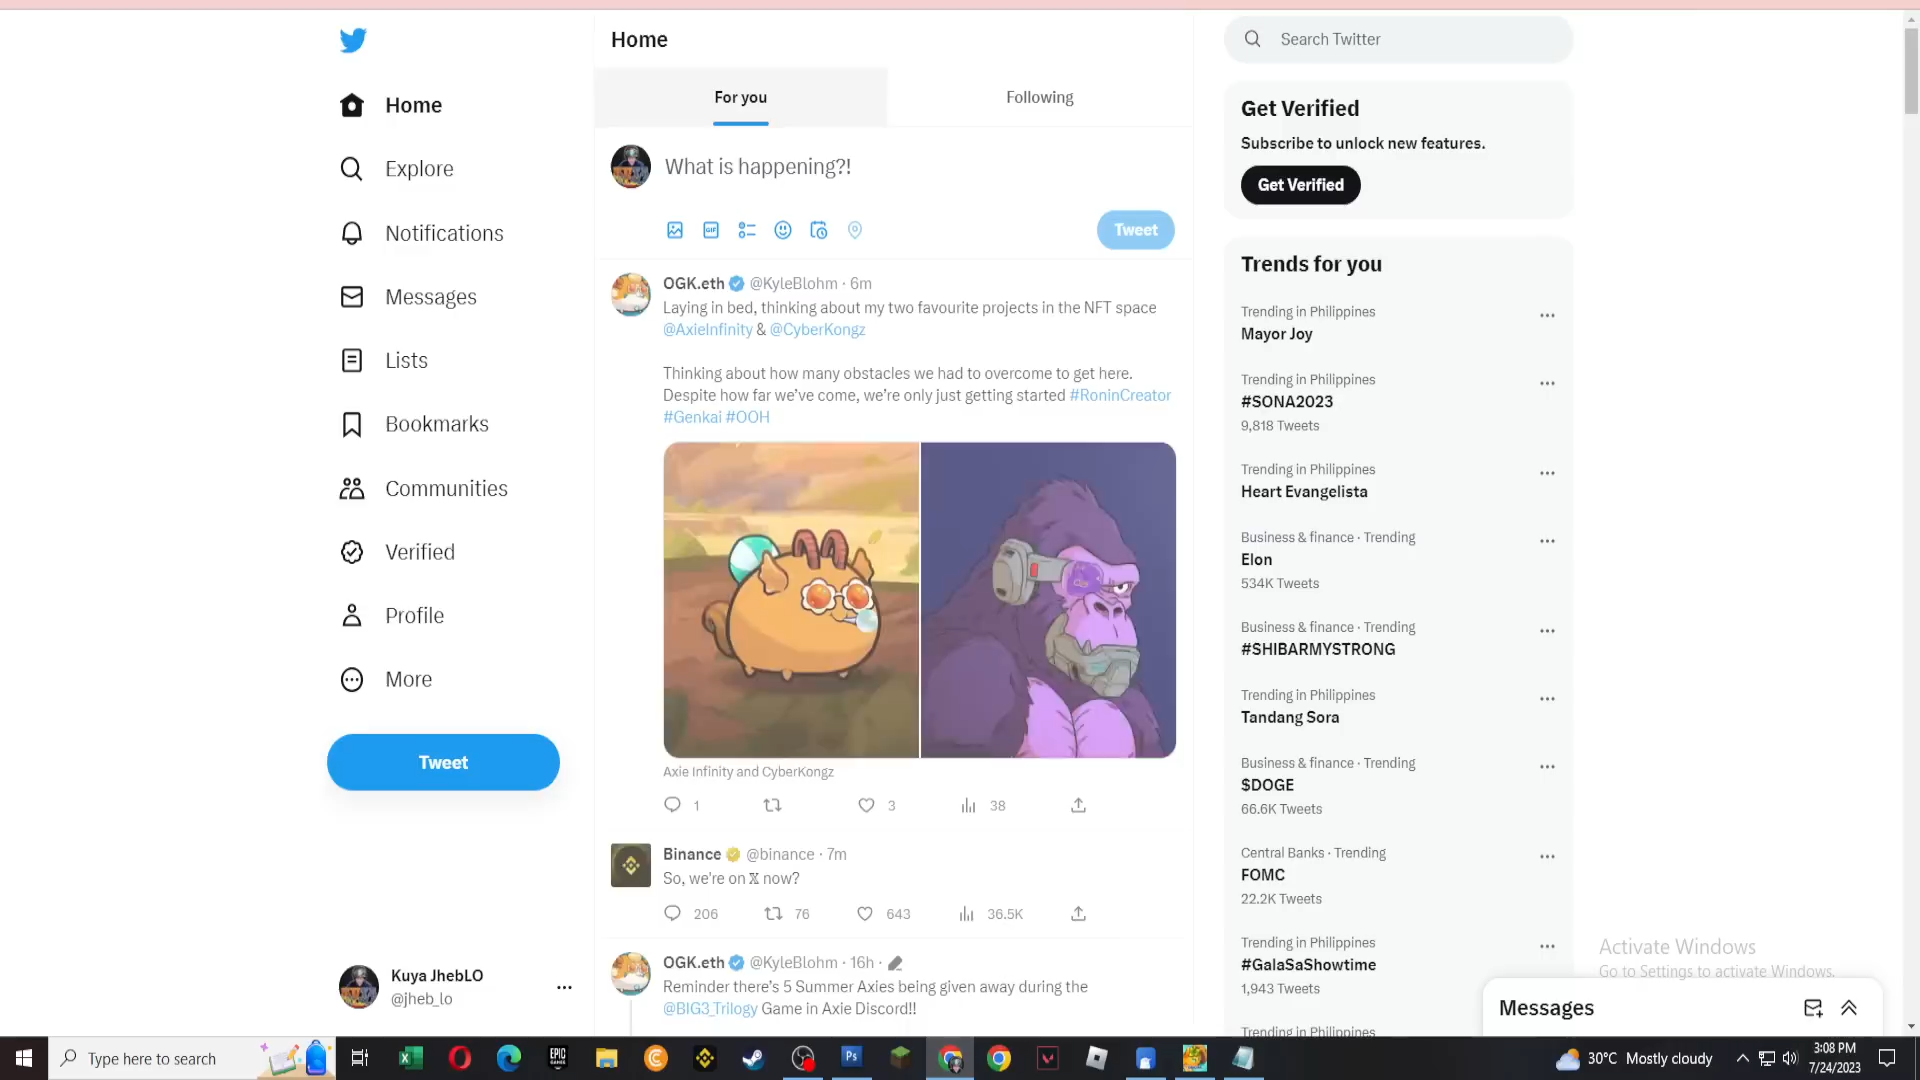 Home
Explore
Notifications
Messages
Lists
Bookmarks
Communities
Verified
Profile
More
Tweet
Kuya JhebLO
@jheb_lo
Home
For you
Following
What is happening?!
GIF
Tweet
OGK.eth @KyleBlohm · 6m
Laying in bed, thinking about my two favourite projects in the NFT space
@AxieInfinity & @CyberKongz
Thinking about how many obstacles we had to overcome to get here.
Despite how far we’ve come, we’re only just getting started #RoninCreator
#Genkai #OOH
Axie Infinity and CyberKongz
1 3 38
Binance @binance · 7m
So, we're on 𝕏 now?
206 76 643 36.5K
OGK.eth @KyleBlohm · 16h ·
Reminder there’s 5 Summer Axies being given away during the
@BIG3_Trilogy Game in Axie Discord!!
Search Twitter
Get Verified
Subscribe to unlock new features.
Get Verified
Trends for you
Trending in Philippines
Mayor Joy
Trending in Philippines
#SONA2023
9,818 Tweets
Trending in Philippines
Heart Evangelista
Business & finance · Trending
Elon
534K Tweets
Business & finance · Trending
#SHIBARMYSTRONG
Trending in Philippines
Tandang Sora
Business & finance · Trending
$DOGE
66.6K Tweets
Central Banks · Trending
FOMC
22.2K Tweets
Trending in Philippines
#GalaSaShowtime
1,943 Tweets
Trending in Philippines
Activate Windows
Go to Settings to activate Windows.
Messages
Type here to search
EPIC
GAMES
Ps
30°C Mostly cloudy
3:08 PM
7/24/2023